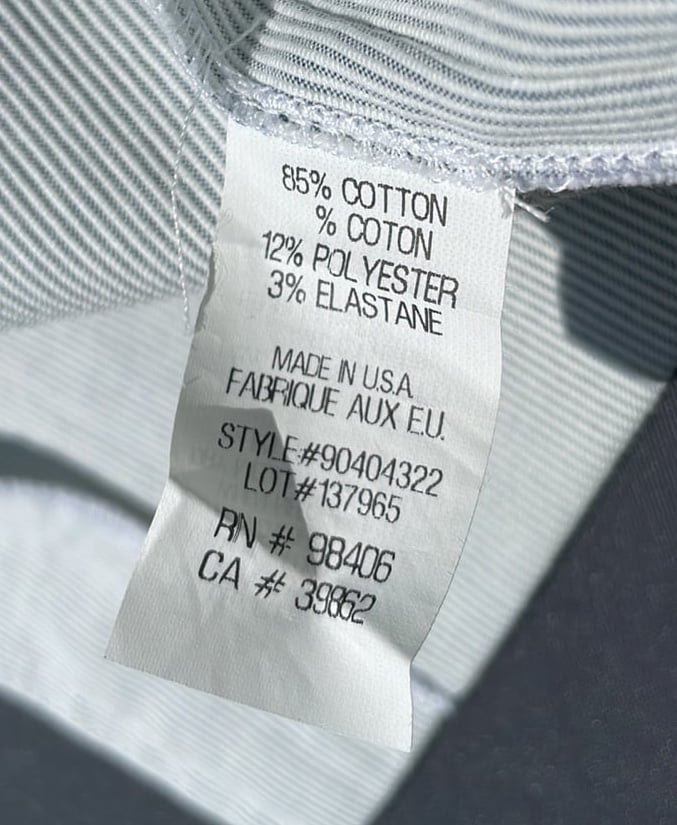 85% COTTON
% COTON
12% POLYESTER
3% ELASTANE
MADE IN U.S.A.
FABRIQUE AUX E.U.
STYLE#90404322
LOT#137965
RN # 98406
CA # 39862